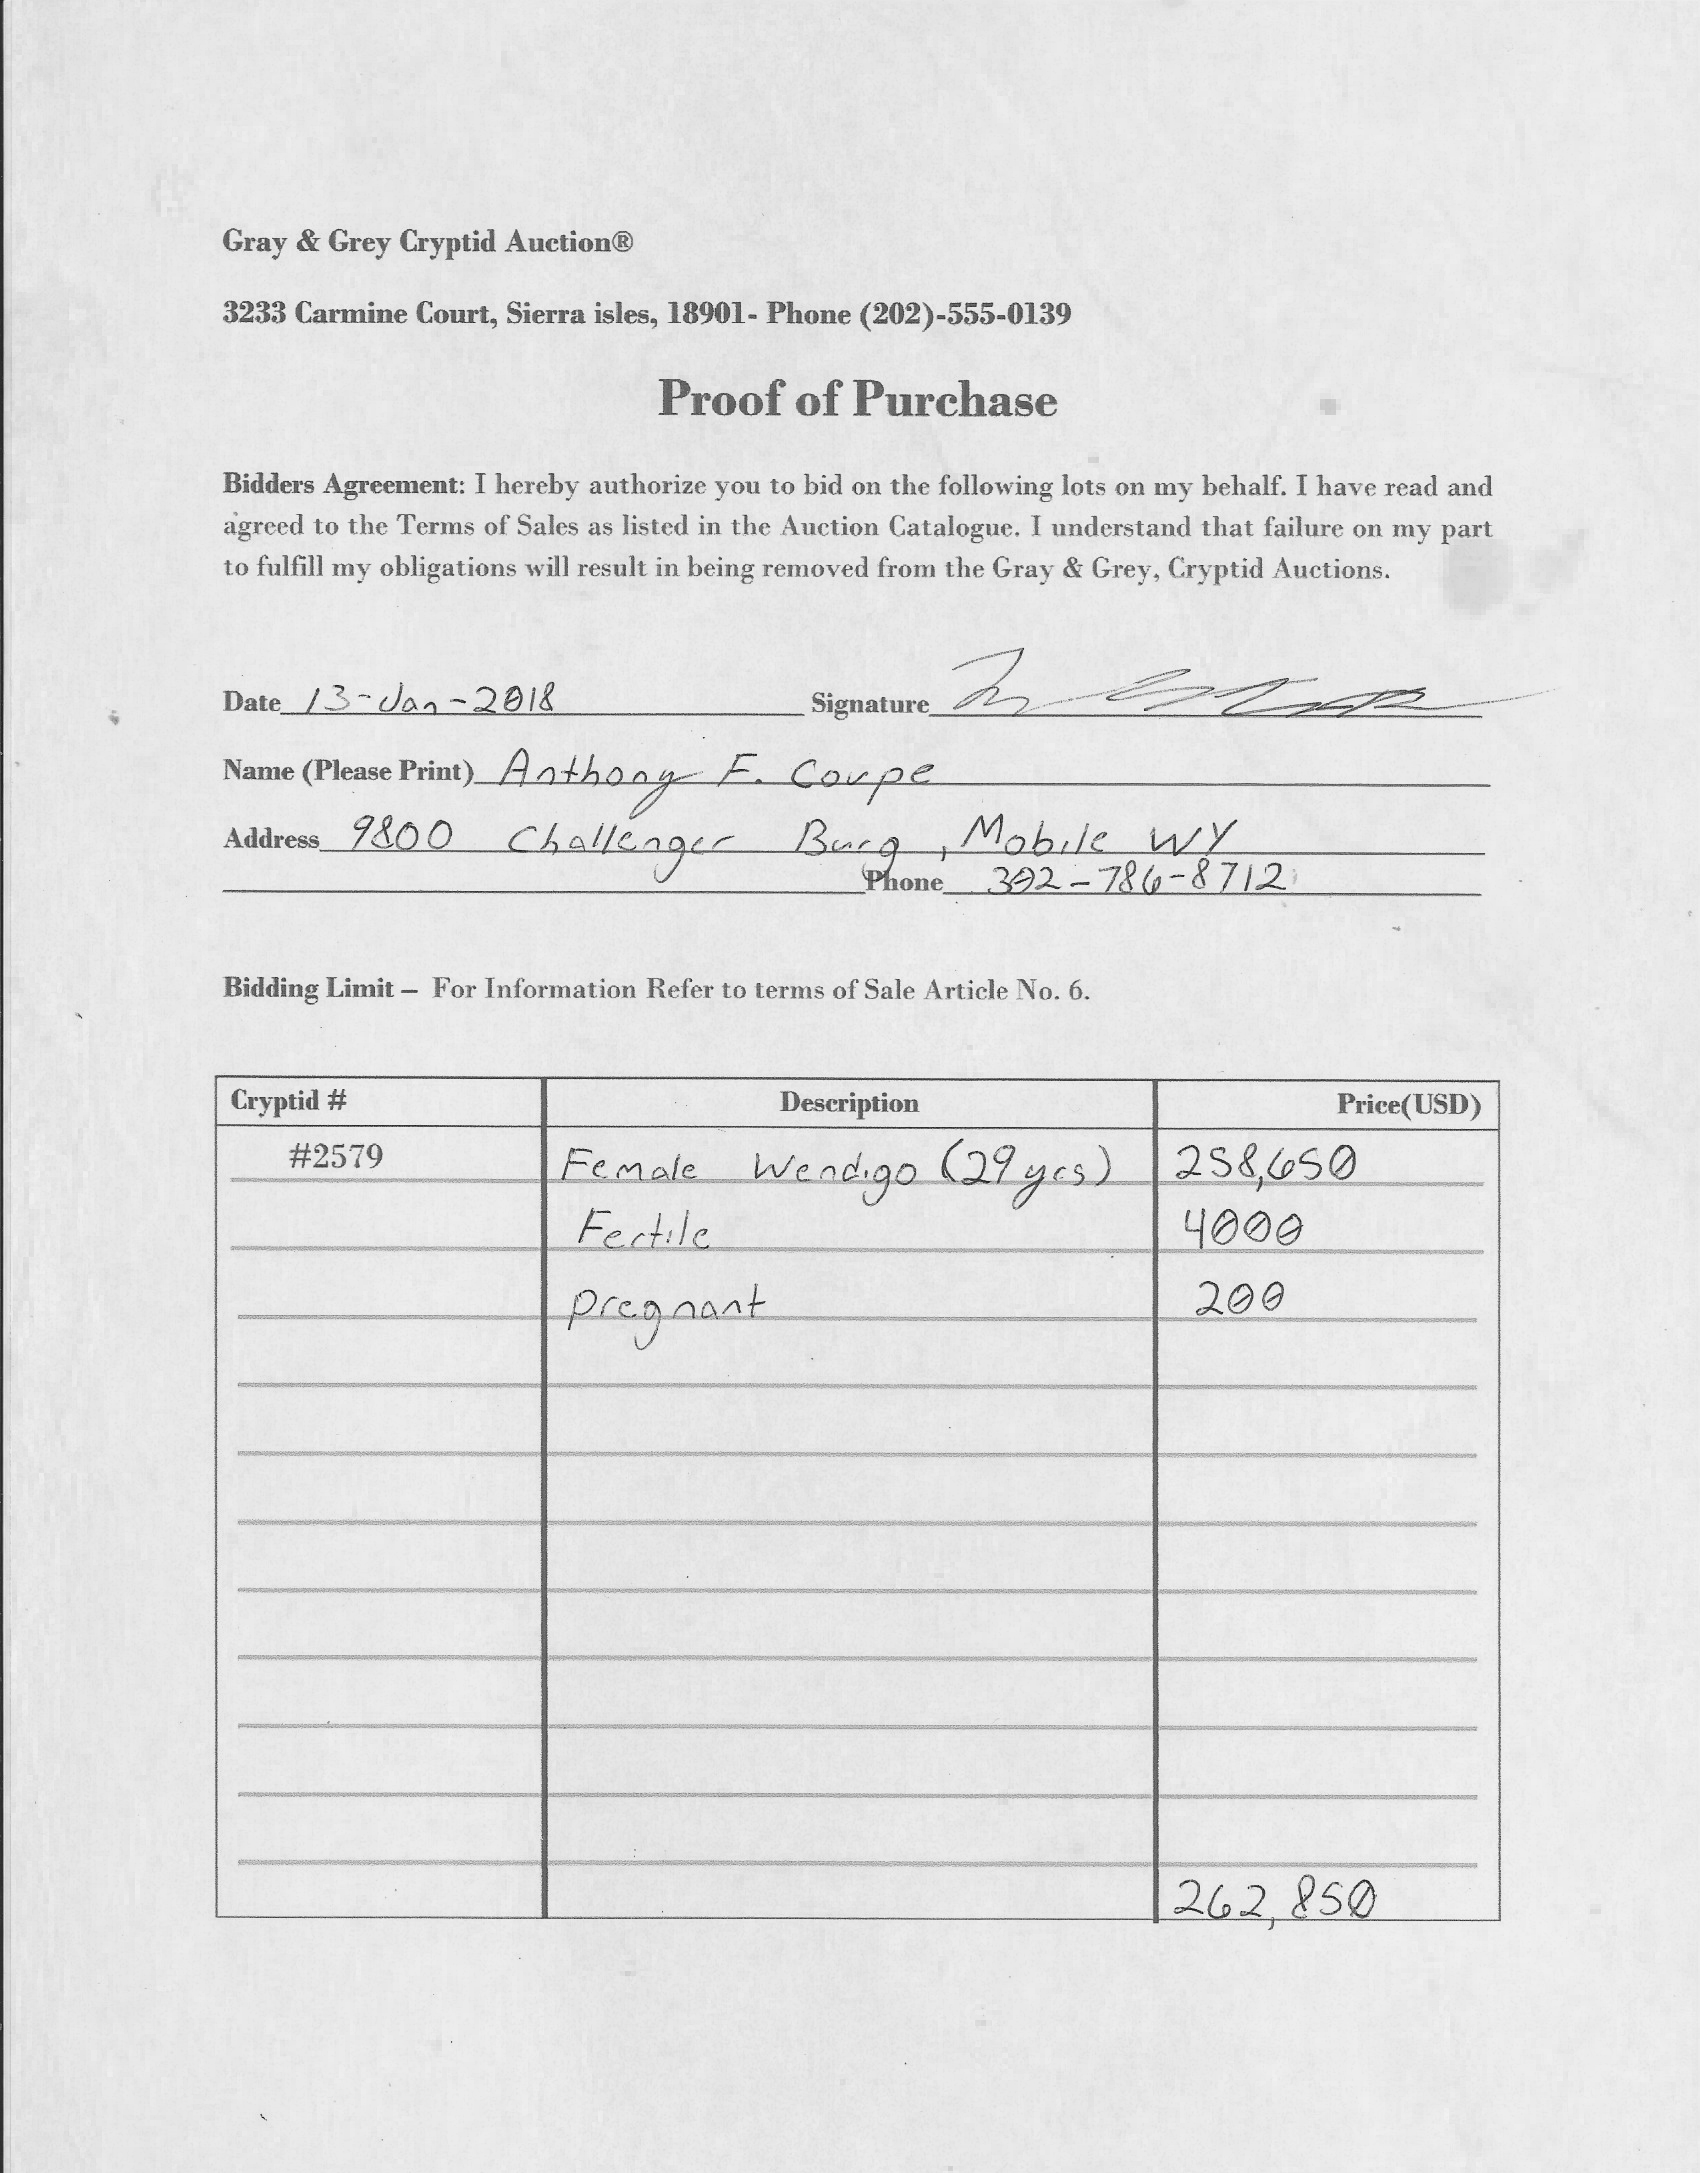 Gray & Grey Cryptid Auction®
3233 Carmine Court, Sierra isles, 18901- Phone (202)-555-0139
Proof of Purchase
Bidders Agreement: I hereby authorize you to bid on the following lots on my behalf. I have read and
agreed to the Terms of Sales as listed in the Auction Catalogue. I understand that failure on my part
to fulfill my obligations will result in being removed from the Gray & Grey, Cryptid Auctions.
Date 13-Jan-2018 Signature
Name (Please Print) Anthony F. Coupe
Address 9800 Challenger Burg, Mobile WY
Phone 302-786-8712
Bidding Limit – For Information Refer to terms of Sale Article No. 6.
Cryptid # Description Price(USD)
#2579 Female Wendigo (29 yrs) 258,650
Fertile 4000
pregnant 200
262,850